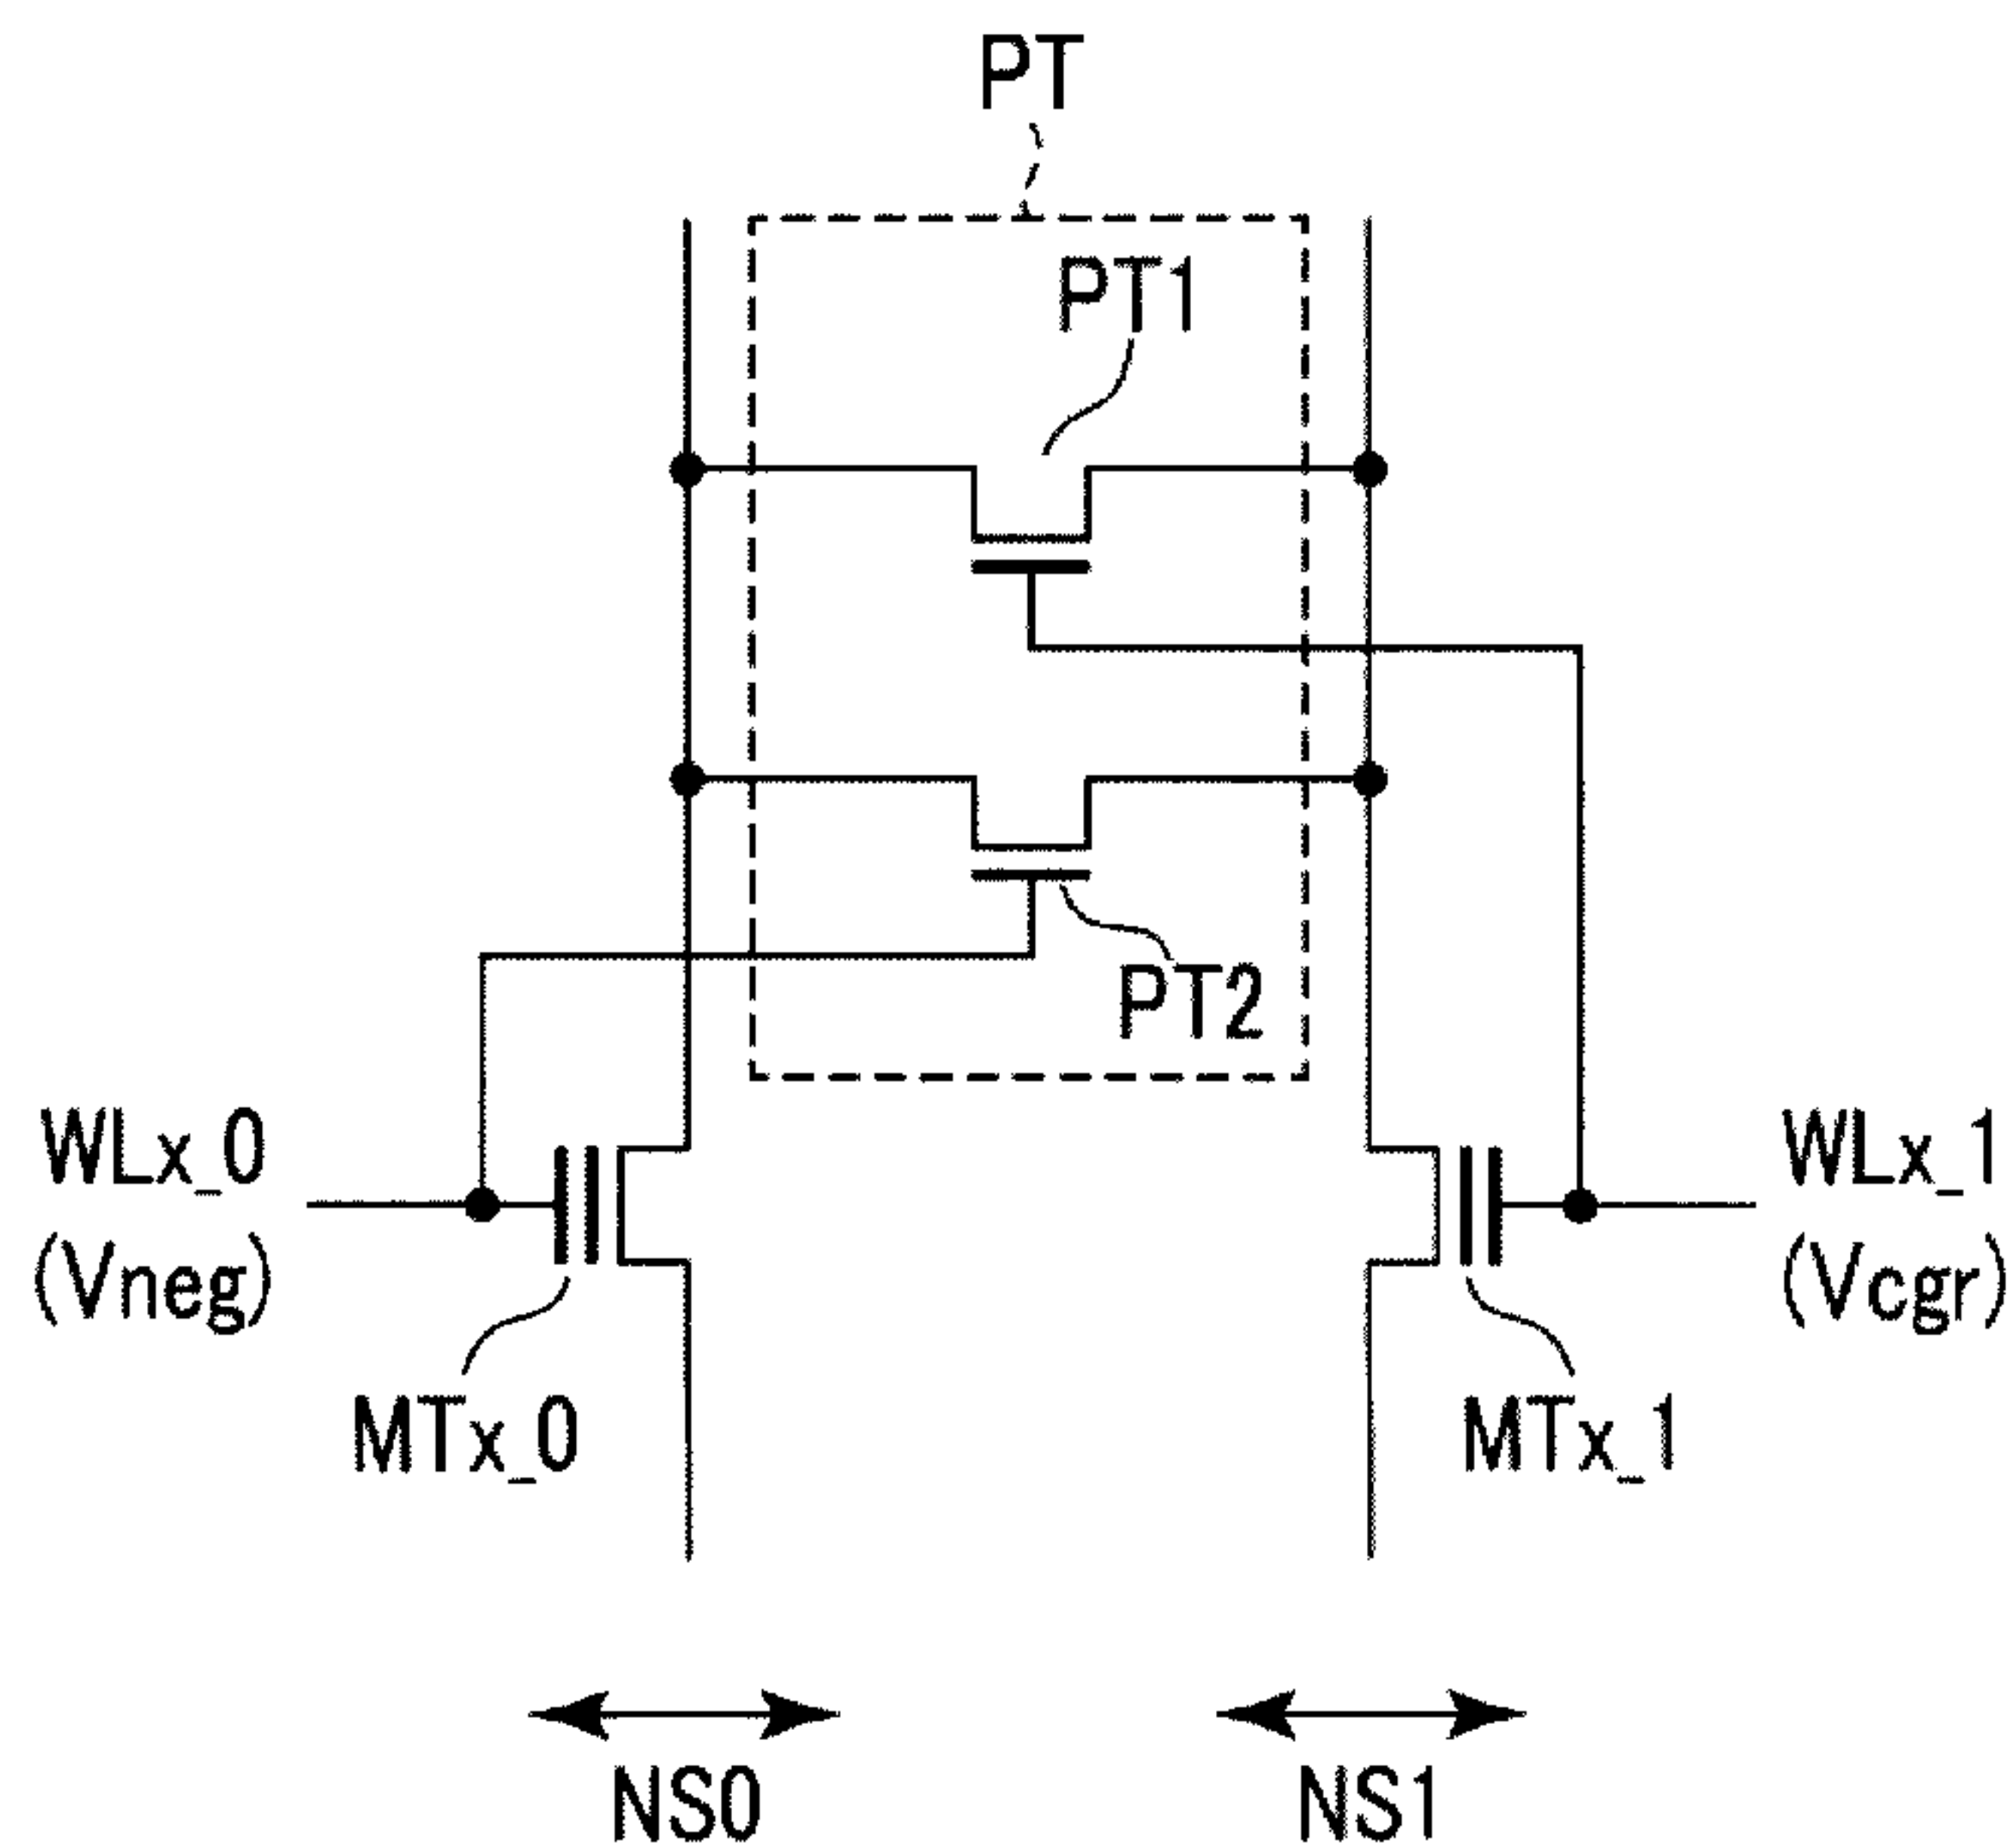 PT
PT1
PT2
WLx_0
(Vneg)
WLx_1
(Vcgr)
MTx_0
MTx_1
NS0
NS1